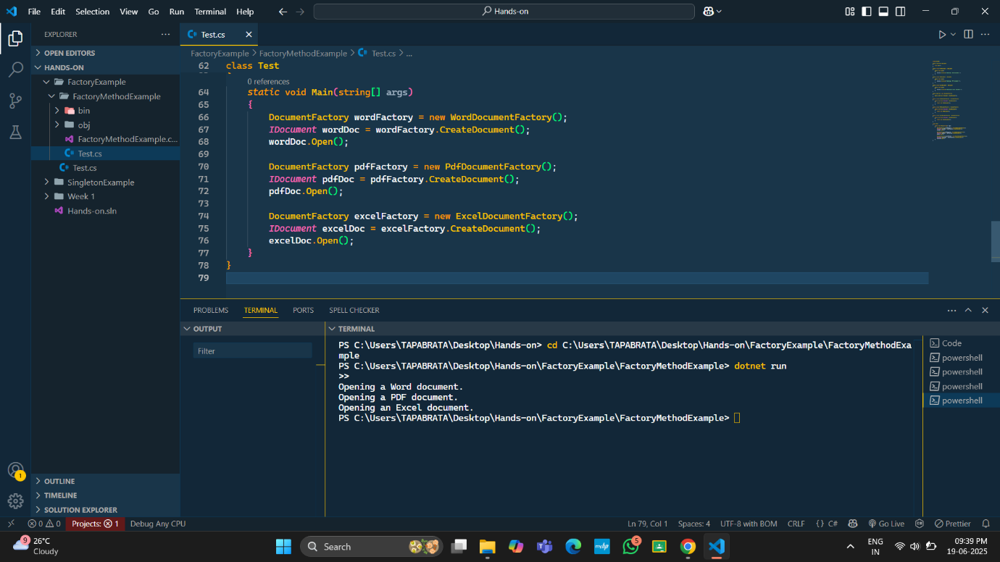 File Edit Selection View Go Run Terminal Help
Hands-on
EXPLORER
OPEN EDITORS
HANDS-ON
FactoryExample
FactoryMethodExample
bin
obj
FactoryMethodExample.c...
Test.cs
Test.cs
SingletonExample
Week 1
Hands-on.sln
OUTLINE
TIMELINE
SOLUTION EXPLORER
Test.cs
FactoryExample > FactoryMethodExample > Test.cs > ...
62 class Test
0 references
64 static void Main(string[] args)
65 {
66 DocumentFactory wordFactory = new WordDocumentFactory();
67 IDocument wordDoc = wordFactory.CreateDocument();
68 wordDoc.Open();
69
70 DocumentFactory pdfFactory = new PdfDocumentFactory();
71 IDocument pdfDoc = pdfFactory.CreateDocument();
72 pdfDoc.Open();
73
74 DocumentFactory excelFactory = new ExcelDocumentFactory();
75 IDocument excelDoc = excelFactory.CreateDocument();
76 excelDoc.Open();
77 }
78 }
79
PROBLEMS TERMINAL PORTS SPELL CHECKER
OUTPUT
Filter
TERMINAL
PS C:\Users\TAPABRATA\Desktop\Hands-on> cd C:\Users\TAPABRATA\Desktop\Hands-on\FactoryExample\FactoryMethodExa
mple
PS C:\Users\TAPABRATA\Desktop\Hands-on\FactoryExample\FactoryMethodExample> dotnet run
>>
Opening a Word document.
Opening a PDF document.
Opening an Excel document.
PS C:\Users\TAPABRATA\Desktop\Hands-on\FactoryExample\FactoryMethodExample>
Code
powershell
powershell
powershell
powershell
1
0 0 Projects: 1 Debug Any CPU
Ln 79, Col 1 Spaces: 4 UTF-8 with BOM CRLF {} C# Go Live Prettier
9
26°C
Cloudy
Search
myhp
5
ENG
IN
09:39 PM
19-06-2025